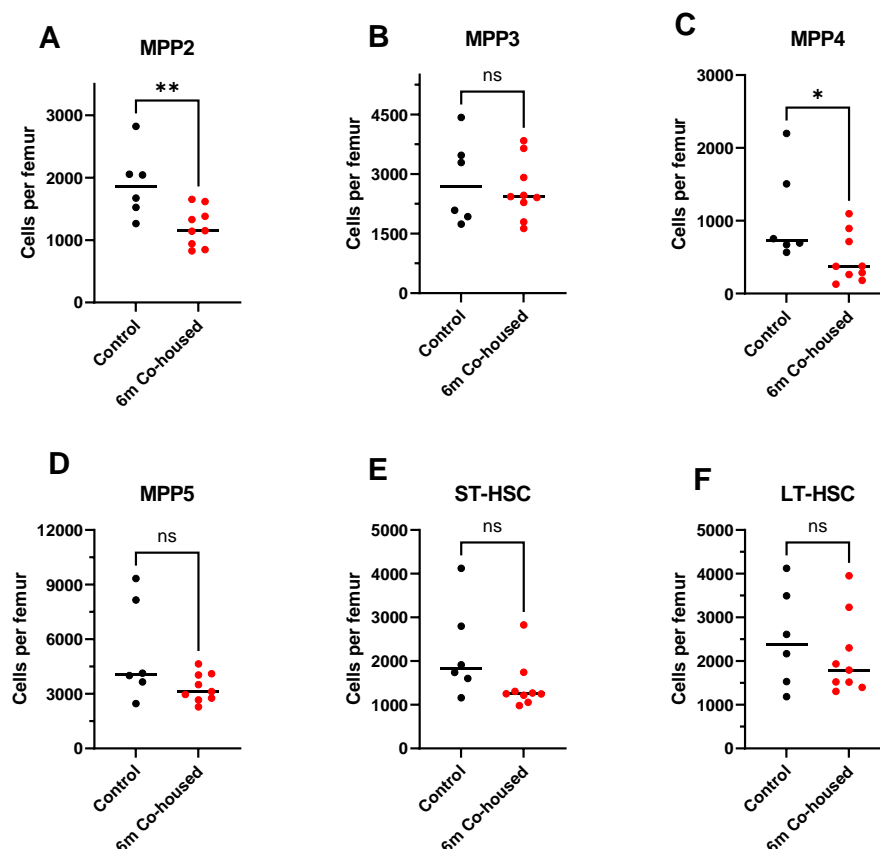 A
MPP2
**
Cells per femur
3000
2000
1000
0
Control
6m Co-housed
B
MPP3
ns
Cells per femur
4500
3000
1500
0
Control
6m Co-housed
C
MPP4
*
Cells per femur
3000
2000
1000
0
Control
6m Co-housed
D
MPP5
ns
Cells per femur
12000
9000
6000
3000
0
Control
6m Co-housed
E
ST-HSC
ns
Cells per femur
5000
4000
3000
2000
1000
0
Control
6m Co-housed
F
LT-HSC
ns
Cells per femur
5000
4000
3000
2000
1000
0
Control
6m Co-housed